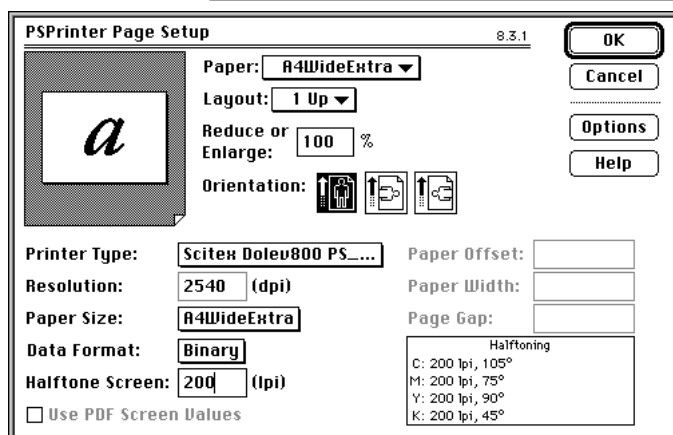 PSPrinter Page Setup 8.3.1 OK
Paper: A4WideExtra Cancel
Layout: 1 Up
Reduce or Enlarge: 100 % Options
Orientation: Help
a
Printer Type: Scitex Dolev800 PS_... Paper Offset:
Resolution: 2540 (dpi) Paper Width:
Paper Size: A4WideExtra Page Gap:
Data Format: Binary Halftoning
C: 200 lpi, 105°
Halftone Screen: 200 (lpi) M: 200 lpi, 75°
Y: 200 lpi, 90°
Use PDF Screen Values K: 200 lpi, 45°